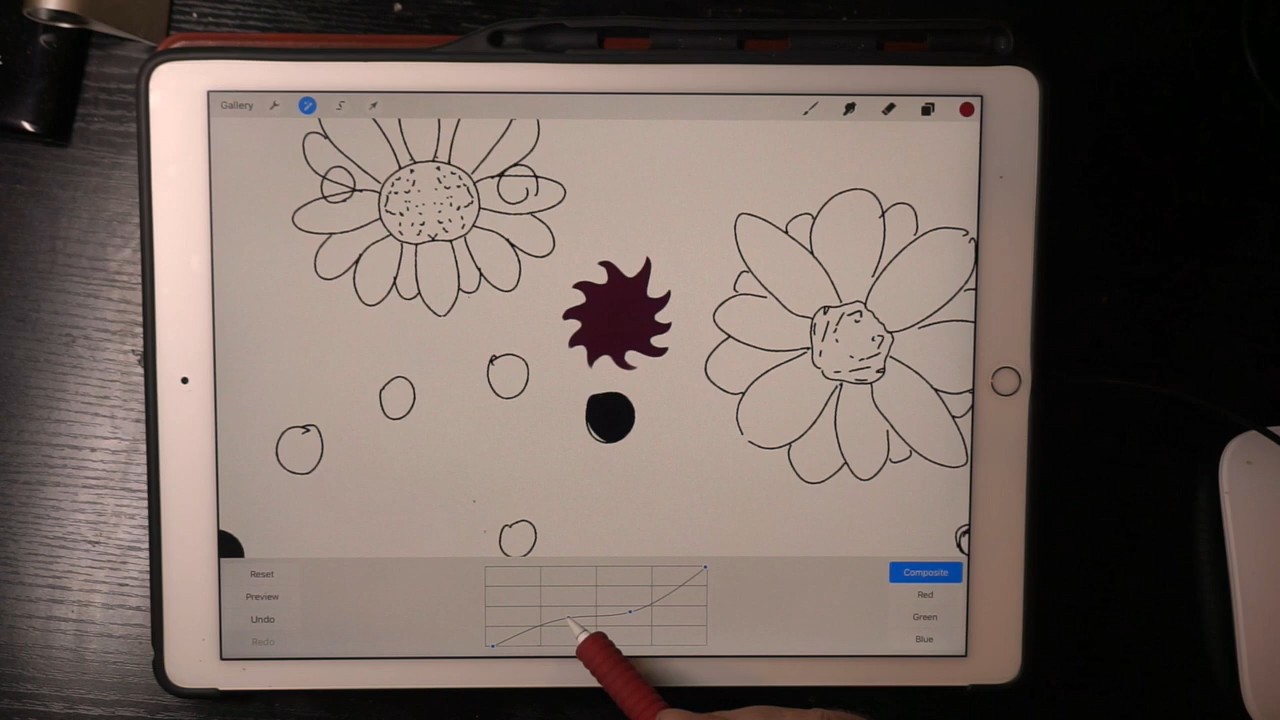 Gallery
Reset
Preview
Undo
Redo
Composite
Red
Green
Blue